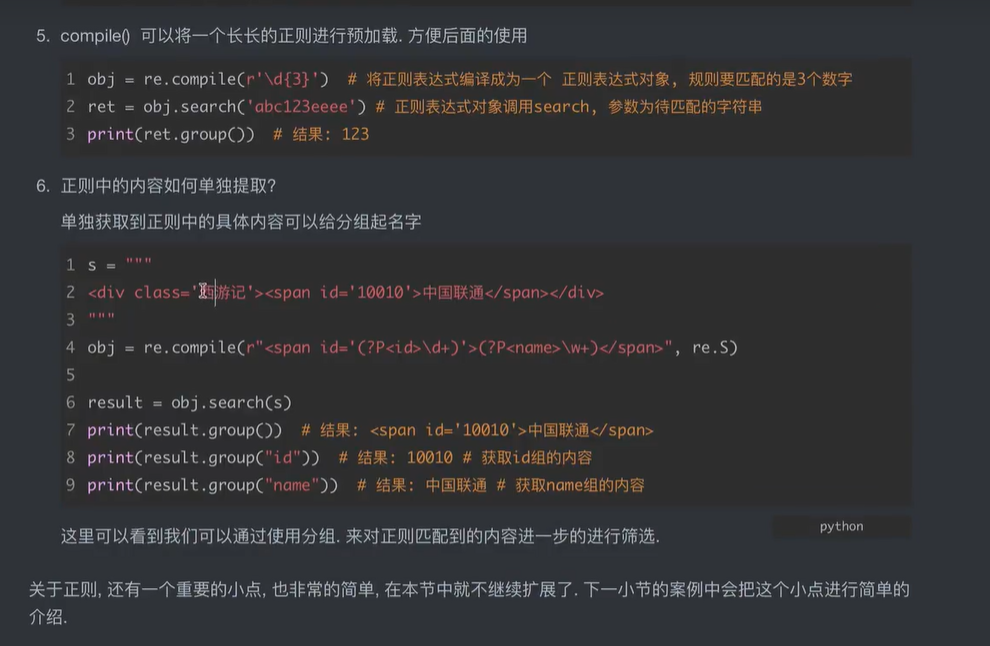 5. compile() 可以将一个长长的正则进行预加载. 方便后面的使用
1 obj = re.compile(r'\d{3}') # 将正则表达式编译成为一个 正则表达式对象, 规则要匹配的是3个数字
2 ret = obj.search('abc123eeee') # 正则表达式对象调用search, 参数为待匹配的字符串
3 print(ret.group()) # 结果: 123
6. 正则中的内容如何单独提取?
单独获取到正则中的具体内容可以给分组起名字
1 s = """
2 <div class='西游记'><span id='10010'>中国联通</span></div>
3 """
4 obj = re.compile(r"<span id='(?P<id>\d+)'>(?P<name>\w+)</span>", re.S)
5
6 result = obj.search(s)
7 print(result.group()) # 结果: <span id='10010'>中国联通</span>
8 print(result.group("id")) # 结果: 10010 # 获取id组的内容
9 print(result.group("name")) # 结果: 中国联通 # 获取name组的内容
python
这里可以看到我们可以通过使用分组. 来对正则匹配到的内容进一步的进行筛选.
关于正则, 还有一个重要的小点, 也非常的简单, 在本节中就不继续扩展了. 下一小节的案例中会把这个小点进行简单的
介绍.